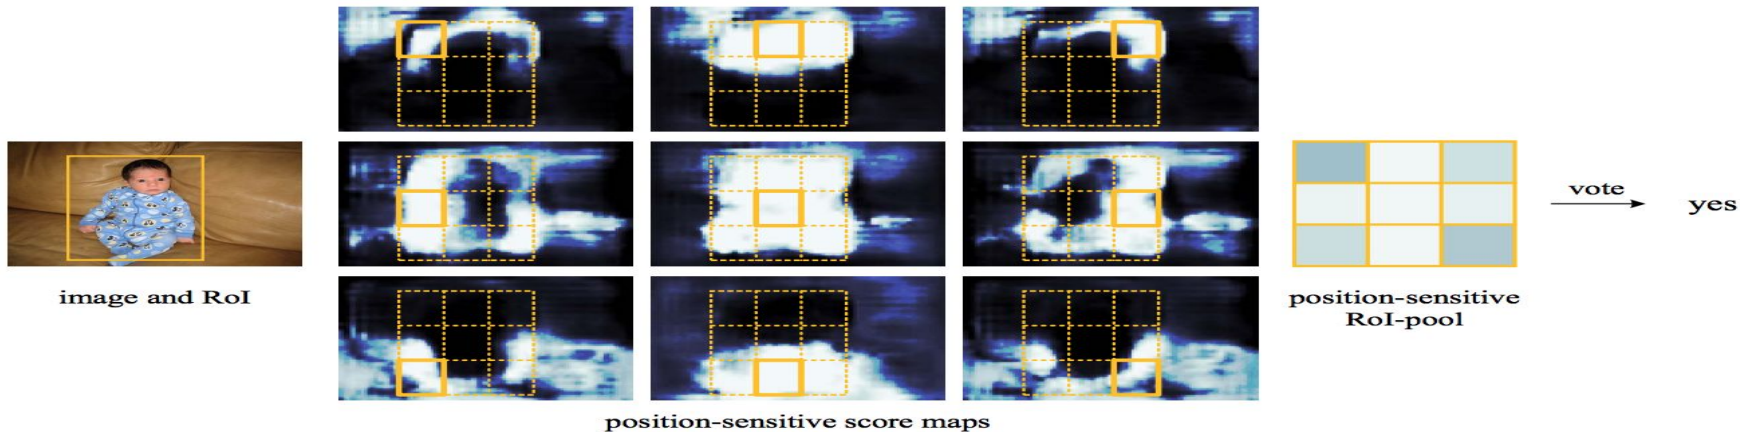 image and RoI
position-sensitive score maps
position-sensitive
RoI-pool
vote
yes